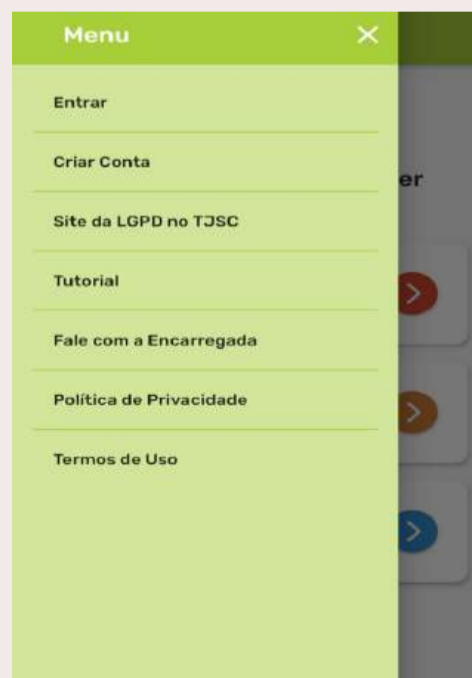 Menu
Entrar
Criar Conta
er
Site da LGPD no TJSC
Tutorial
Fale com a Encarregada
Política de Privacidade
Termos de Uso